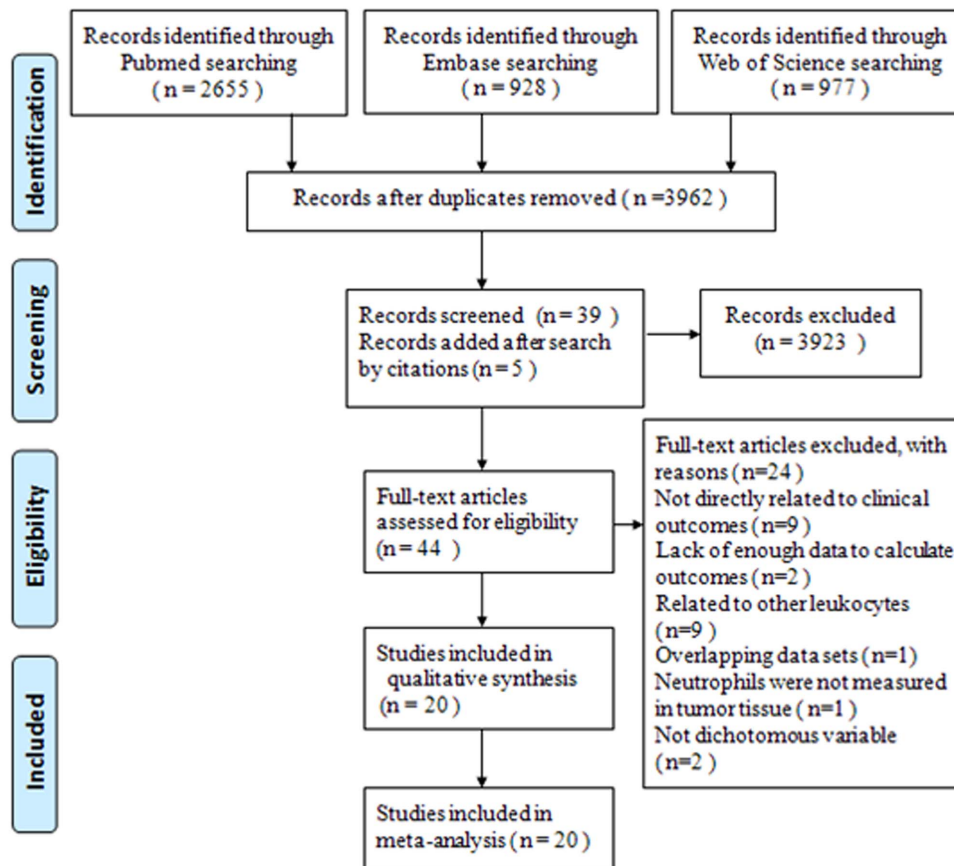 Identification
Records identified through
Pubmed searching
( n = 2655 )
Records identified through
Embase searching
( n = 928 )
Records identified through
Web of Science searching
( n = 977 )
Records after duplicates removed ( n =3962 )
Screening
Records screened (n = 39 )
Records added after search
by citations (n = 5 )
Records excluded
(n = 3923 )
Eligibility
Full-text articles
assessed for eligibility
(n = 44 )
Full-text articles excluded, with
reasons (n=24 )
Not directly related to clinical
outcomes (n=9 )
Lack of enough data to calculate
outcomes (n=2 )
Related to other leukocytes
(n=9 )
Overlapping data sets (n=1)
Neutrophils were not measured
in tumor tissue ( n=1 )
Not dichotomous variable
(n=2 )
Included
Studies included in
qualitative synthesis
(n = 20 )
Studies included in
meta-analysis ( n = 20 )